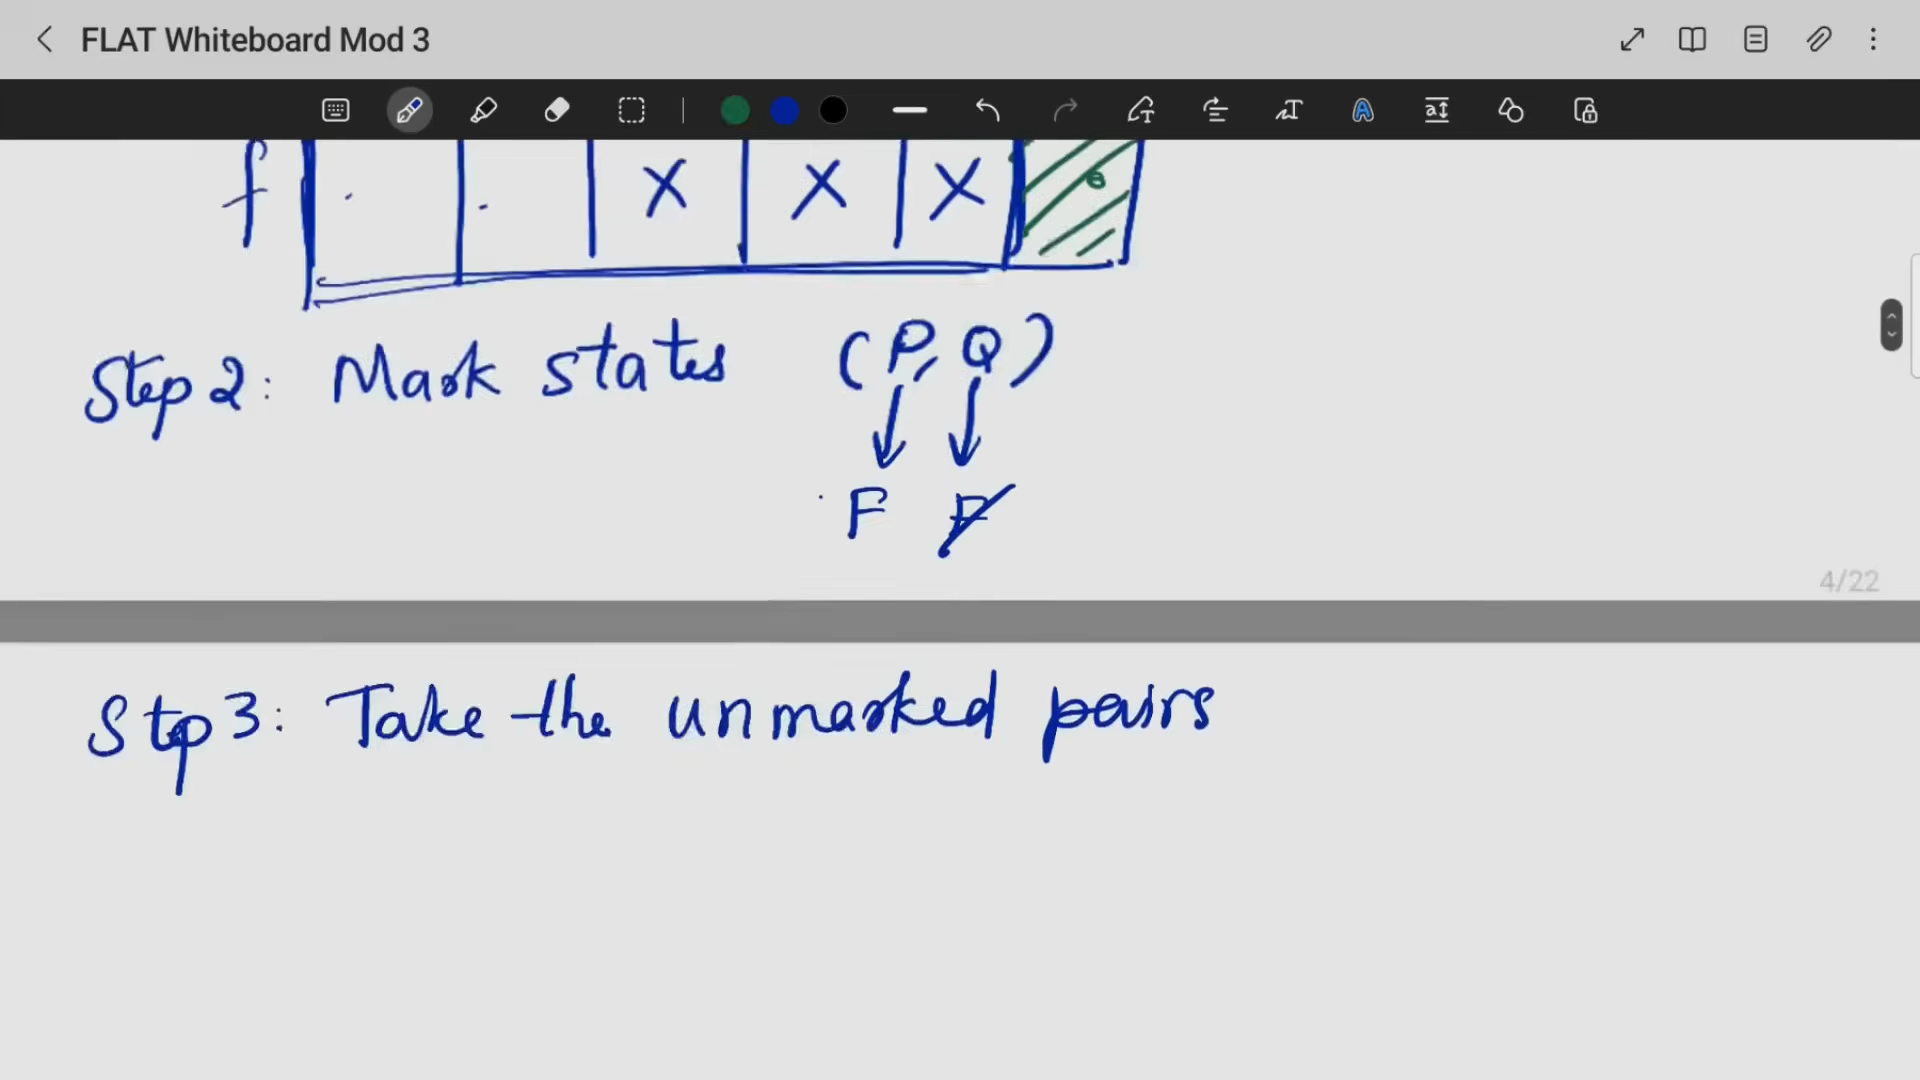 FLAT Whiteboard Mod 3
f . . X X X
Step 2: Mark states (P, Q)
F F
4/22
Step 3: Take the unmarked pairs